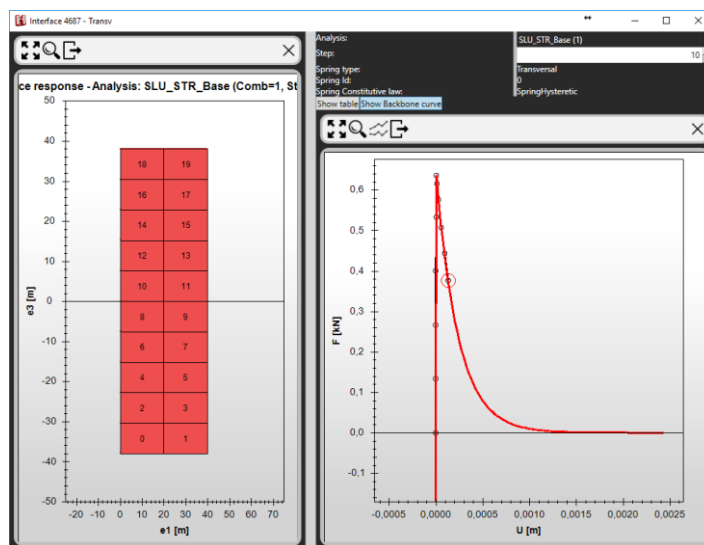 Interface 4687 - Transv
Analysis: SLU_STR_Base (1)
Step: 10
Spring type: Transversal
Spring Id: 0
Spring Constitutive law: SpringHysteretic
Show table Show Backbone curve
ce response - Analysis: SLU_STR_Base (Comb=1, St
50
40
30
20
10
0
-10
-20
-30
-40
-50
e3 [m]
18 19
16 17
14 15
12 13
10 11
8 9
6 7
4 5
2 3
0 1
-20 -10 0 10 20 30 40 50 60 70
e1 [m]
0,6
0,5
0,4
0,3
0,2
0,1
0,0
-0,1
F [kN]
-0,0005 0,0000 0,0005 0,0010 0,0015 0,0020 0,0025
U [m]